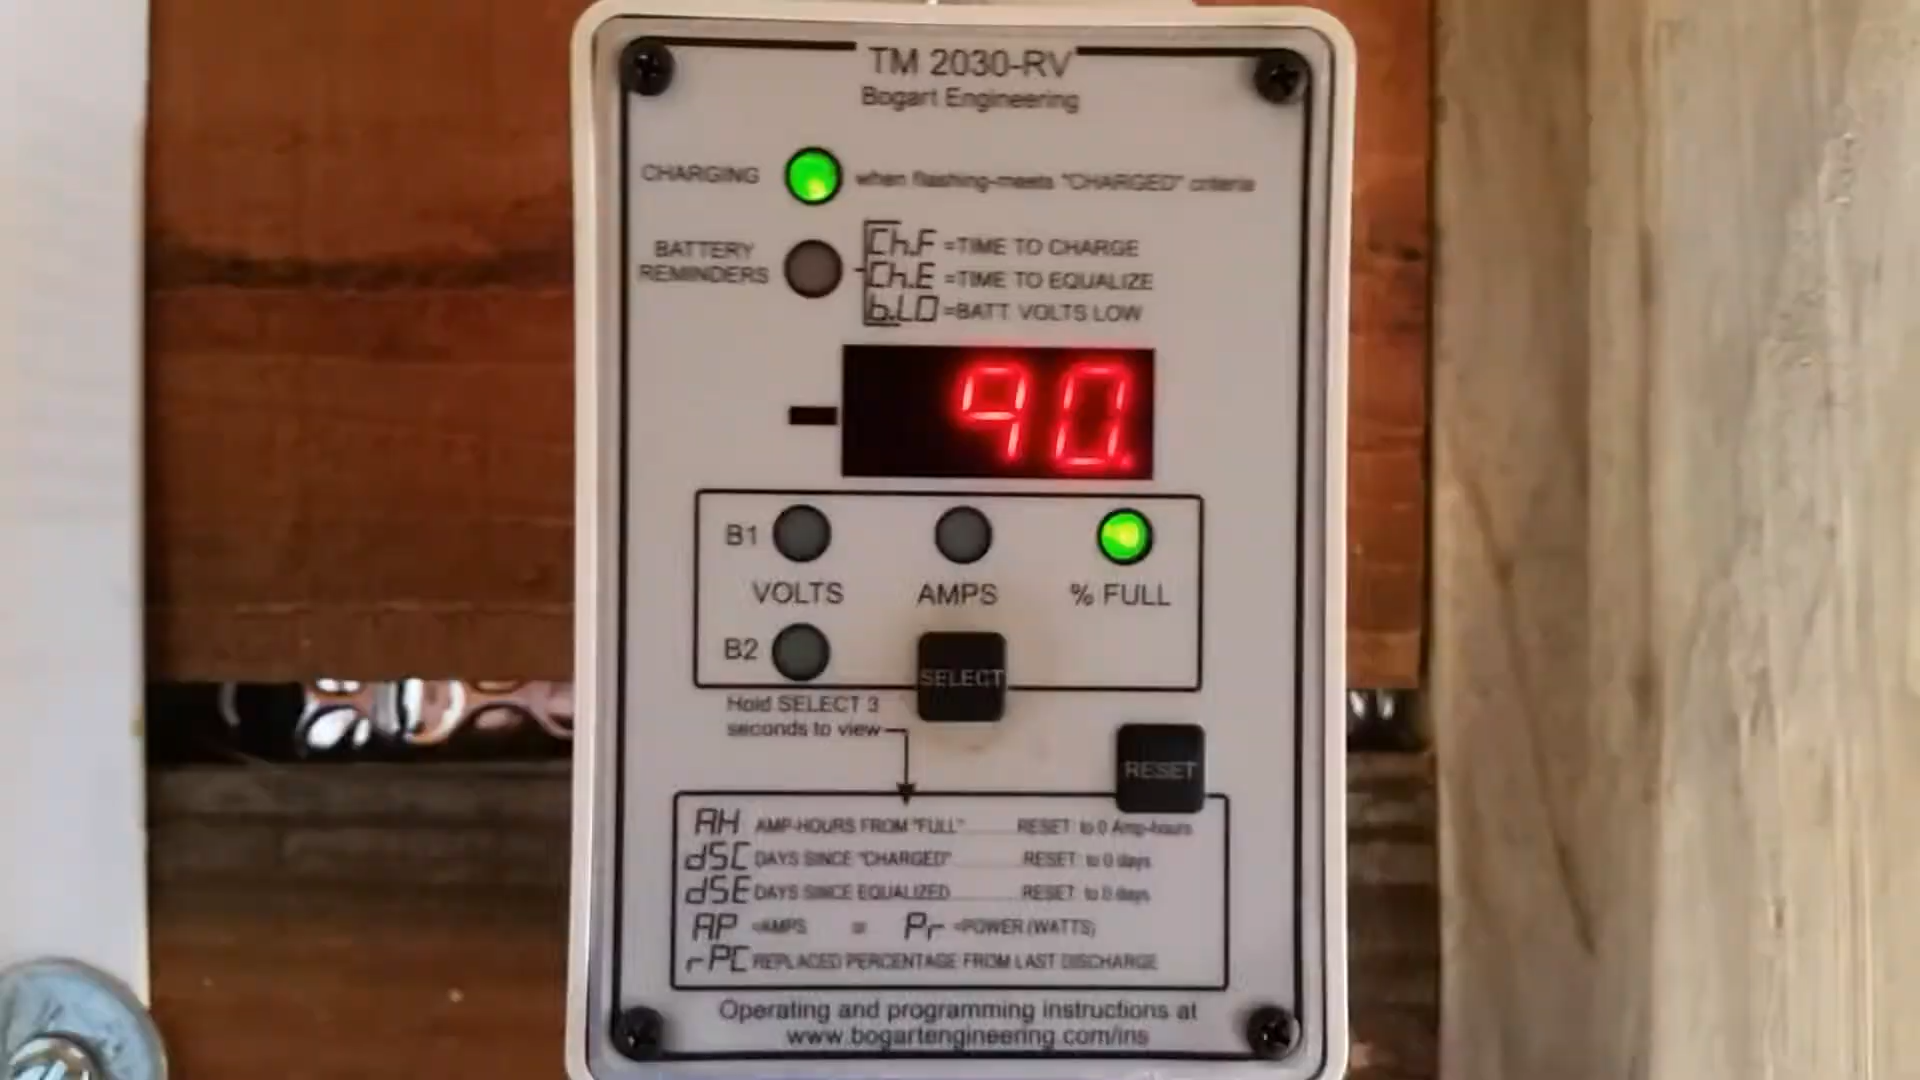 TM 2030-RV
Bogart Engineering
CHARGING when flashing-meets "CHARGED" criteria
BATTERY REMINDERS
Ch.F =TIME TO CHARGE
Ch.E =TIME TO EQUALIZE
b.LO =BATT VOLTS LOW
90.
B1
VOLTS AMPS % FULL
B2
SELECT
Hold SELECT 3
seconds to view
RESET
AH AMP-HOURS FROM "FULL" RESET to 0 Amp-hours
dSC DAYS SINCE "CHARGED" RESET to 0 days
dSE DAYS SINCE EQUALIZED RESET to 0 days
AP =AMPS or Pr =POWER (WATTS)
rPC REPLACED PERCENTAGE FROM LAST DISCHARGE
Operating and programming instructions at
www.bogartengineering.com/ins